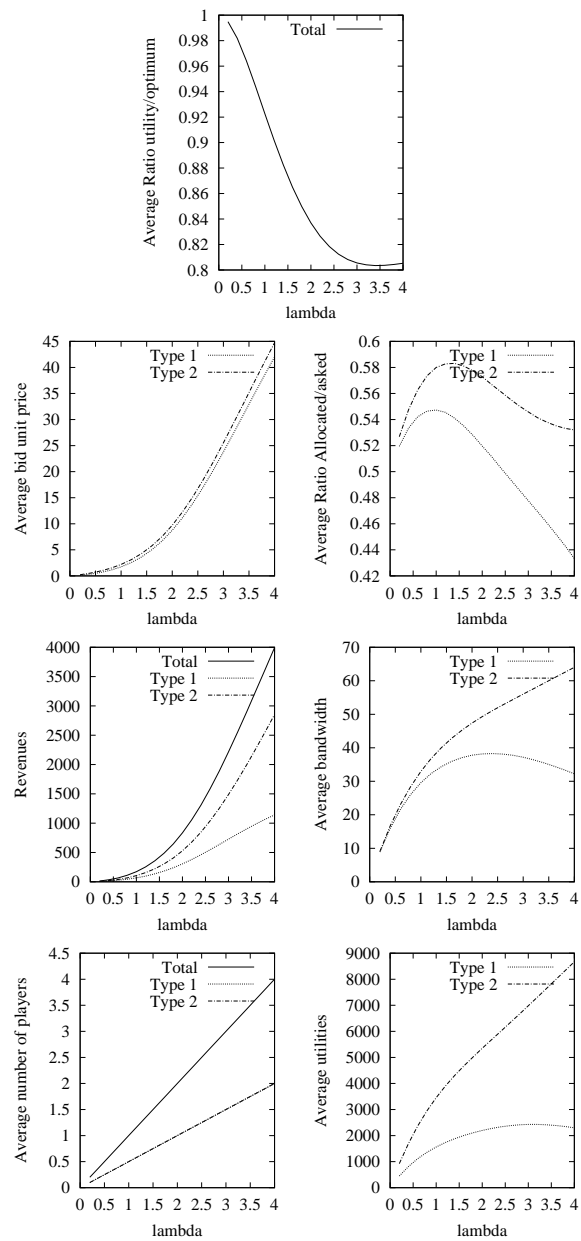 1
0.98
0.96
0.94
0.92
0.9
0.88
0.86
0.84
0.82
0.8
Average Ratio utility/optimum
Total
0 0.5 1 1.5 2 2.5 3 3.5 4
lambda
45
40
35
30
25
20
15
10
5
0
Average bid unit price
Type 1
Type 2
0 0.5 1 1.5 2 2.5 3 3.5 4
lambda
0.6
0.58
0.56
0.54
0.52
0.5
0.48
0.46
0.44
0.42
Average Ratio Allocated/asked
Type 1
Type 2
0 0.5 1 1.5 2 2.5 3 3.5 4
lambda
4000
3500
3000
2500
2000
1500
1000
500
0
Revenues
Total
Type 1
Type 2
0 0.5 1 1.5 2 2.5 3 3.5 4
lambda
70
60
50
40
30
20
10
0
Average bandwidth
Type 1
Type 2
0 0.5 1 1.5 2 2.5 3 3.5 4
lambda
4.5
4
3.5
3
2.5
2
1.5
1
0.5
0
Average number of players
Total
Type 1
Type 2
0 0.5 1 1.5 2 2.5 3 3.5 4
lambda
9000
8000
7000
6000
5000
4000
3000
2000
1000
0
Average utilities
Type 1
Type 2
0 0.5 1 1.5 2 2.5 3 3.5 4
lambda